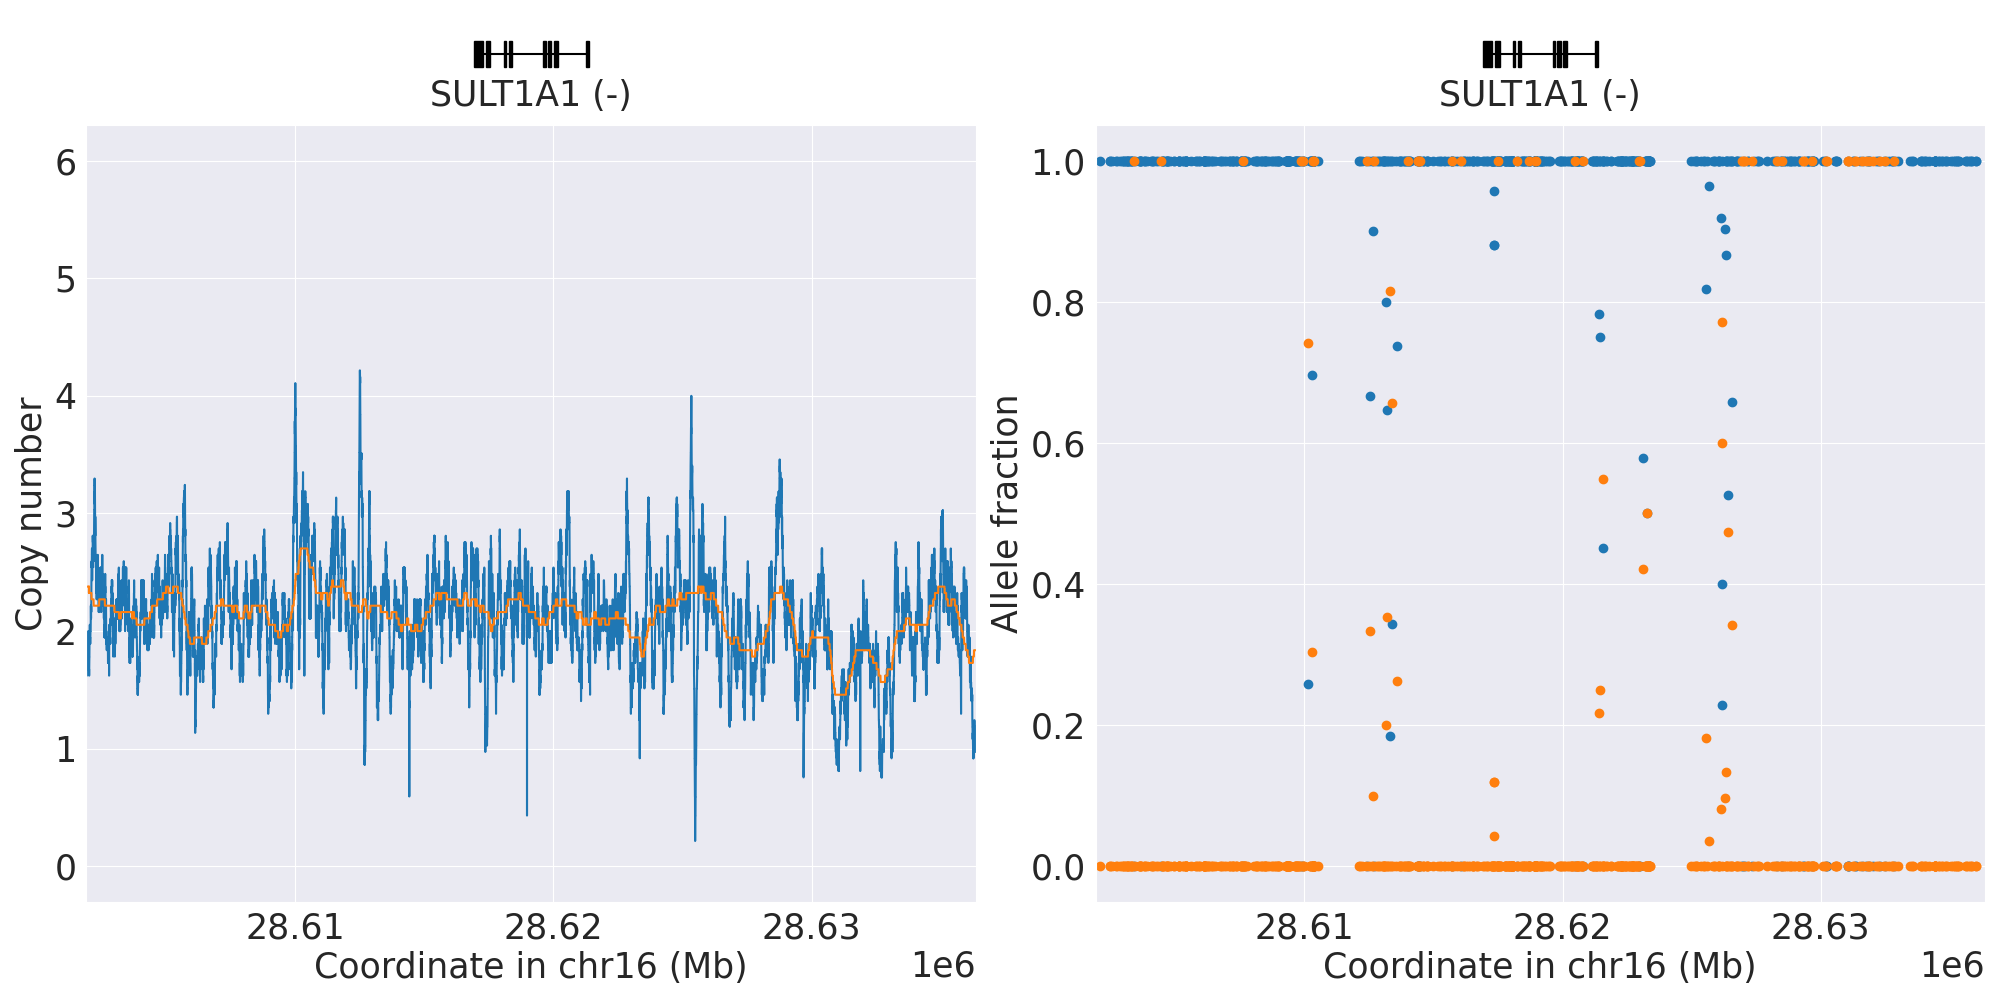 SULT1A1 (-)
Copy number
6
5
4
3
2
1
0
28.61
28.62
28.63
Coordinate in chr16 (Mb)
1e6
SULT1A1 (-)
Allele fraction
1.0
0.8
0.6
0.4
0.2
0.0
28.61
28.62
28.63
Coordinate in chr16 (Mb)
1e6